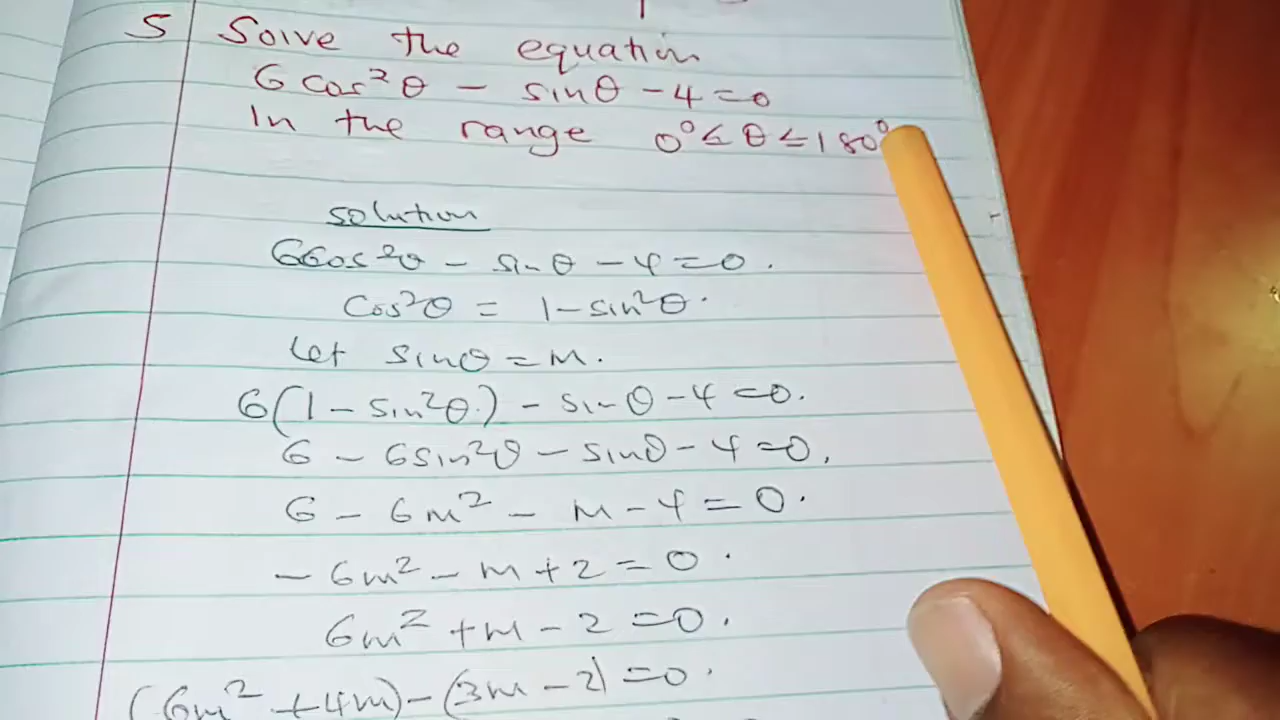 5 Solve the equation
6 cos²θ - sinθ - 4 = 0
In the range 0° ≤ θ ≤ 180°
solution
6Cos²θ - sinθ - 4 = 0.
Cos²θ = 1 - sin²θ.
Let sinθ = M.
6(1 - sin²θ.) - sinθ - 4 = 0.
6 - 6sin²θ - sinθ - 4 = 0,
6 - 6m² - m - 4 = 0.
- 6m² - m + 2 = 0.
6m² + m - 2 = 0.
(6m² + 4m) - (3m - 2) = 0.